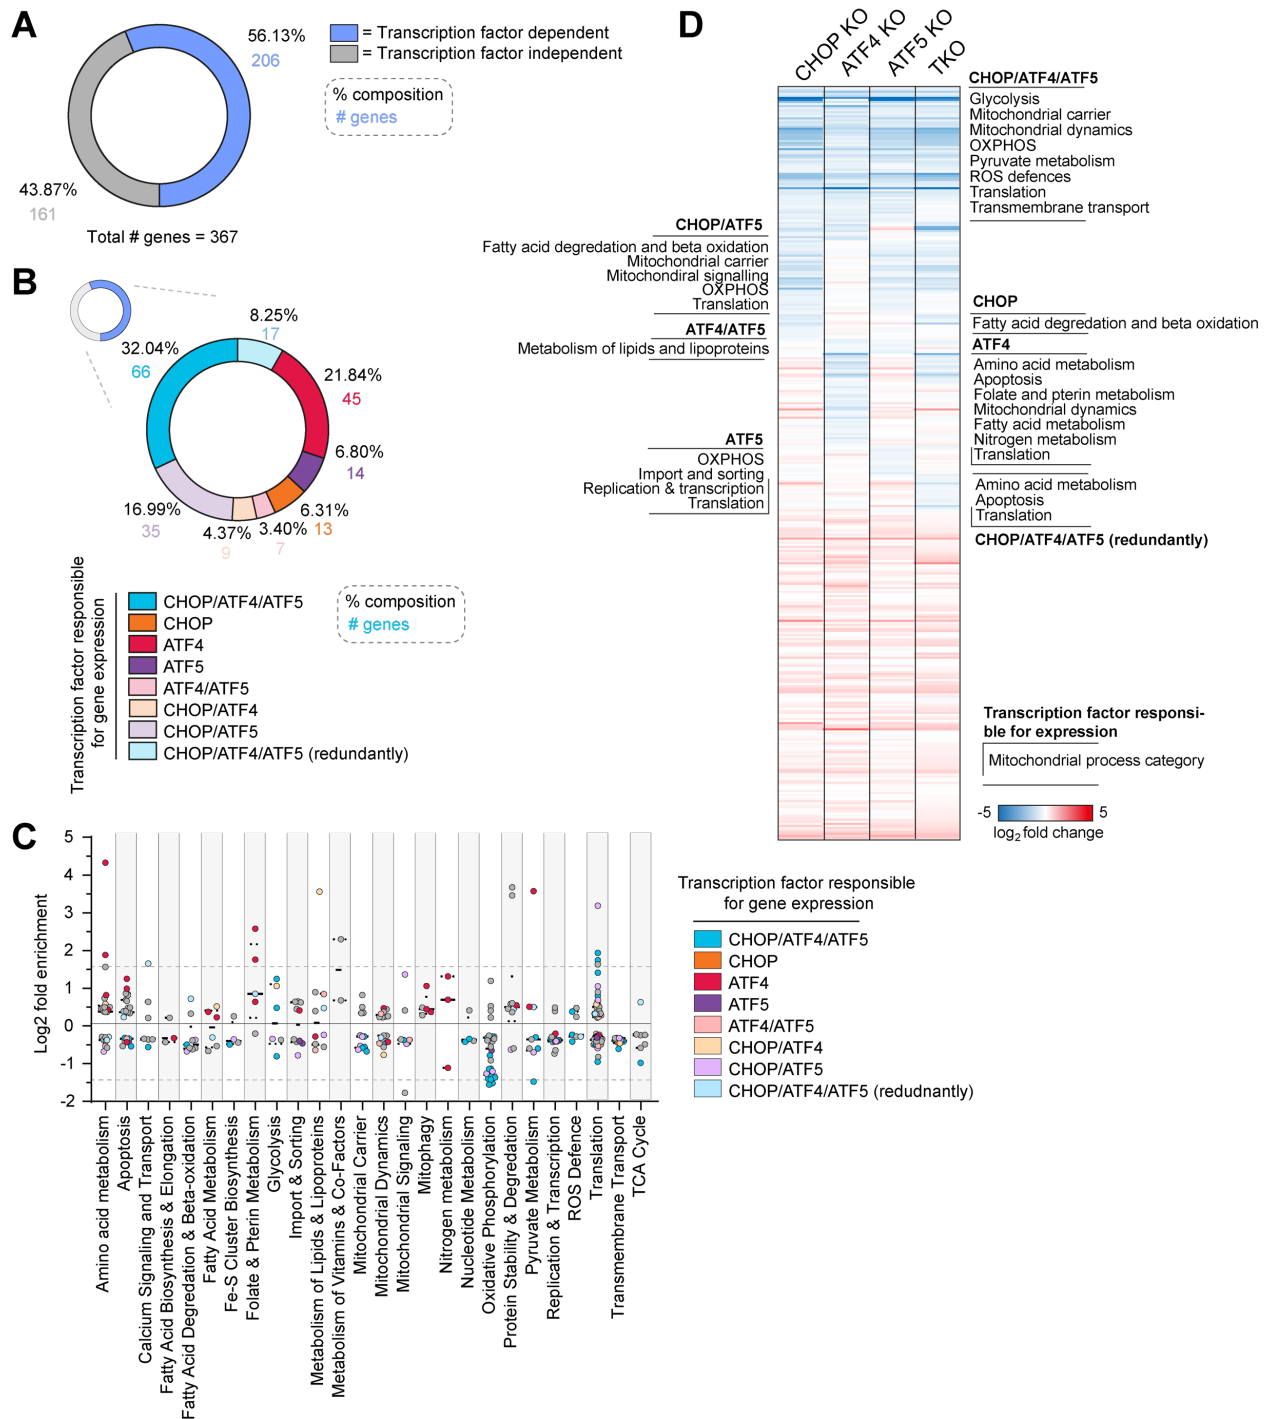 A
56.13%
206
43.87%
161
Total # genes = 367
= Transcription factor dependent
= Transcription factor independent
% composition
# genes
B
8.25%
17
32.04%
66
21.84%
45
6.80%
14
6.31%
13
3.40%
7
4.37%
9
16.99%
35
Transcription factor responsible
for gene expression
CHOP/ATF4/ATF5
CHOP
ATF4
ATF5
ATF4/ATF5
CHOP/ATF4
CHOP/ATF5
CHOP/ATF4/ATF5 (redundantly)
% composition
# genes
C
Log2 fold enrichment
5
4
3
2
1
0
-1
-2
Amino acid metabolism
Apoptosis
Calcium Signaling and Transport
Fatty Acid Biosynthesis & Elongation
Fatty Acid Degredation & Beta-oxidation
Fatty Acid Metabolism
Fe-S Cluster Biosynthesis
Folate & Pterin Metabolism
Glycolysis
Import & Sorting
Metabolism of Lipids & Lipoproteins
Metabolism of Vitamins & Co-Factors
Mitochondrial Carrier
Mitochondrial Dynamics
Mitochondrial Signaling
Mitophagy
Nitrogen metabolism
Nucleotide Metabolism
Oxidative Phosphorylation
Protein Stability & Degredation
Pyruvate Metabolism
Replication & Transcription
ROS Defence
Translation
Transmembrane Transport
TCA Cycle
Transcription factor responsible
for gene expression
CHOP/ATF4/ATF5
CHOP
ATF4
ATF5
ATF4/ATF5
CHOP/ATF4
CHOP/ATF5
CHOP/ATF4/ATF5 (redudnantly)
D
CHOP KO
ATF4 KO
ATF5 KO
TKO
CHOP/ATF5
Fatty acid degredation and beta oxidation
Mitochondrial carrier
Mitochondiral signalling
OXPHOS
Translation
ATF4/ATF5
Metabolism of lipids and lipoproteins
ATF5
OXPHOS
Import and sorting
Replication & transcription
Translation
CHOP/ATF4/ATF5
Glycolysis
Mitochondrial carrier
Mitochondrial dynamics
OXPHOS
Pyruvate metabolism
ROS defences
Translation
Transmembrane transport
CHOP
Fatty acid degredation and beta oxidation
ATF4
Amino acid metabolism
Apoptosis
Folate and pterin metabolism
Mitochondrial dynamics
Fatty acid metabolism
Nitrogen metabolism
Translation
Amino acid metabolism
Apoptosis
Translation
CHOP/ATF4/ATF5 (redundantly)
Transcription factor responsi-
ble for expression
Mitochondrial process category
-5
5
log2 fold change